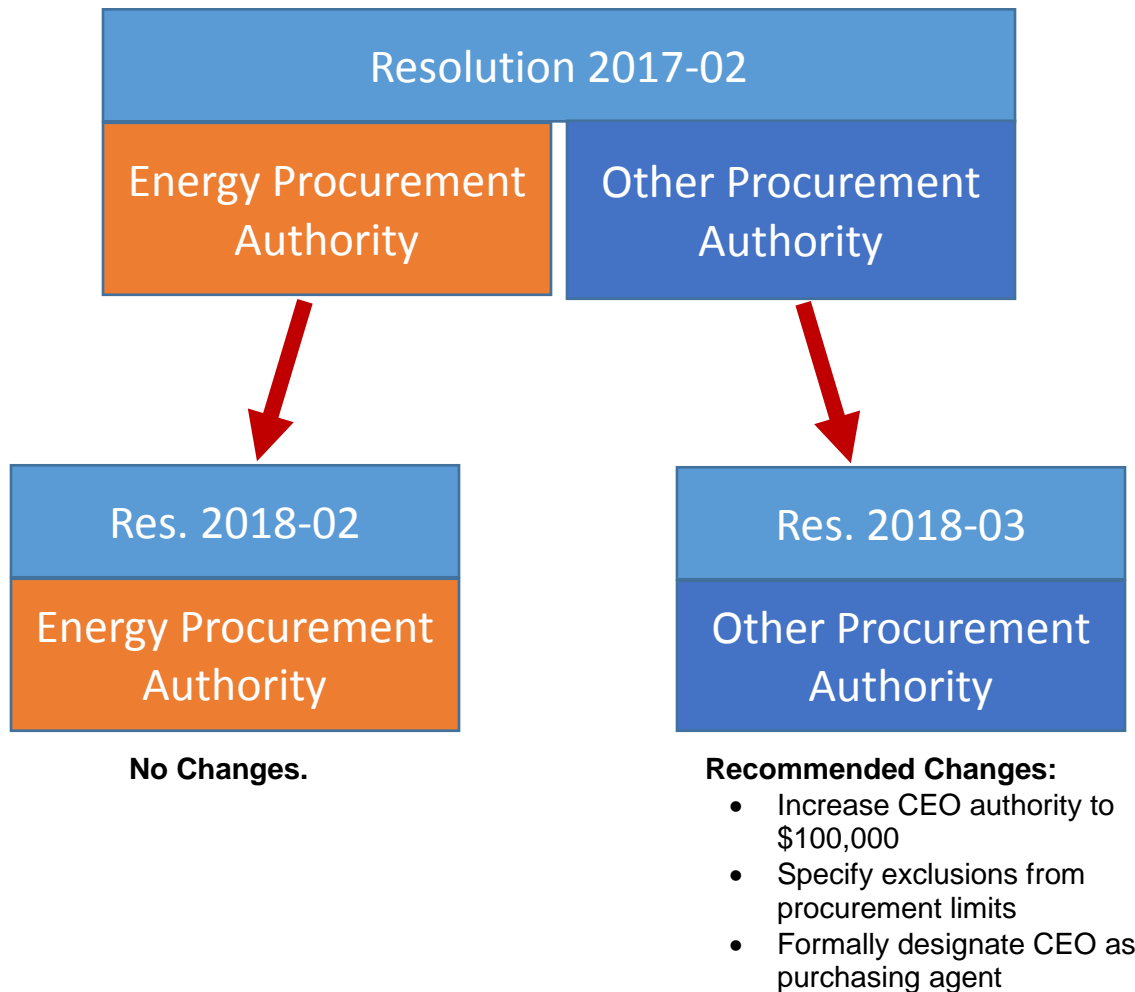 Resolution 2017-02
Energy Procurement
Authority
Other Procurement
Authority
Res. 2018-02
Energy Procurement
Authority
No Changes.
Res. 2018-03
Other Procurement
Authority
Recommended Changes:
• Increase CEO authority to
$100,000
• Specify exclusions from
procurement limits
• Formally designate CEO as
purchasing agent